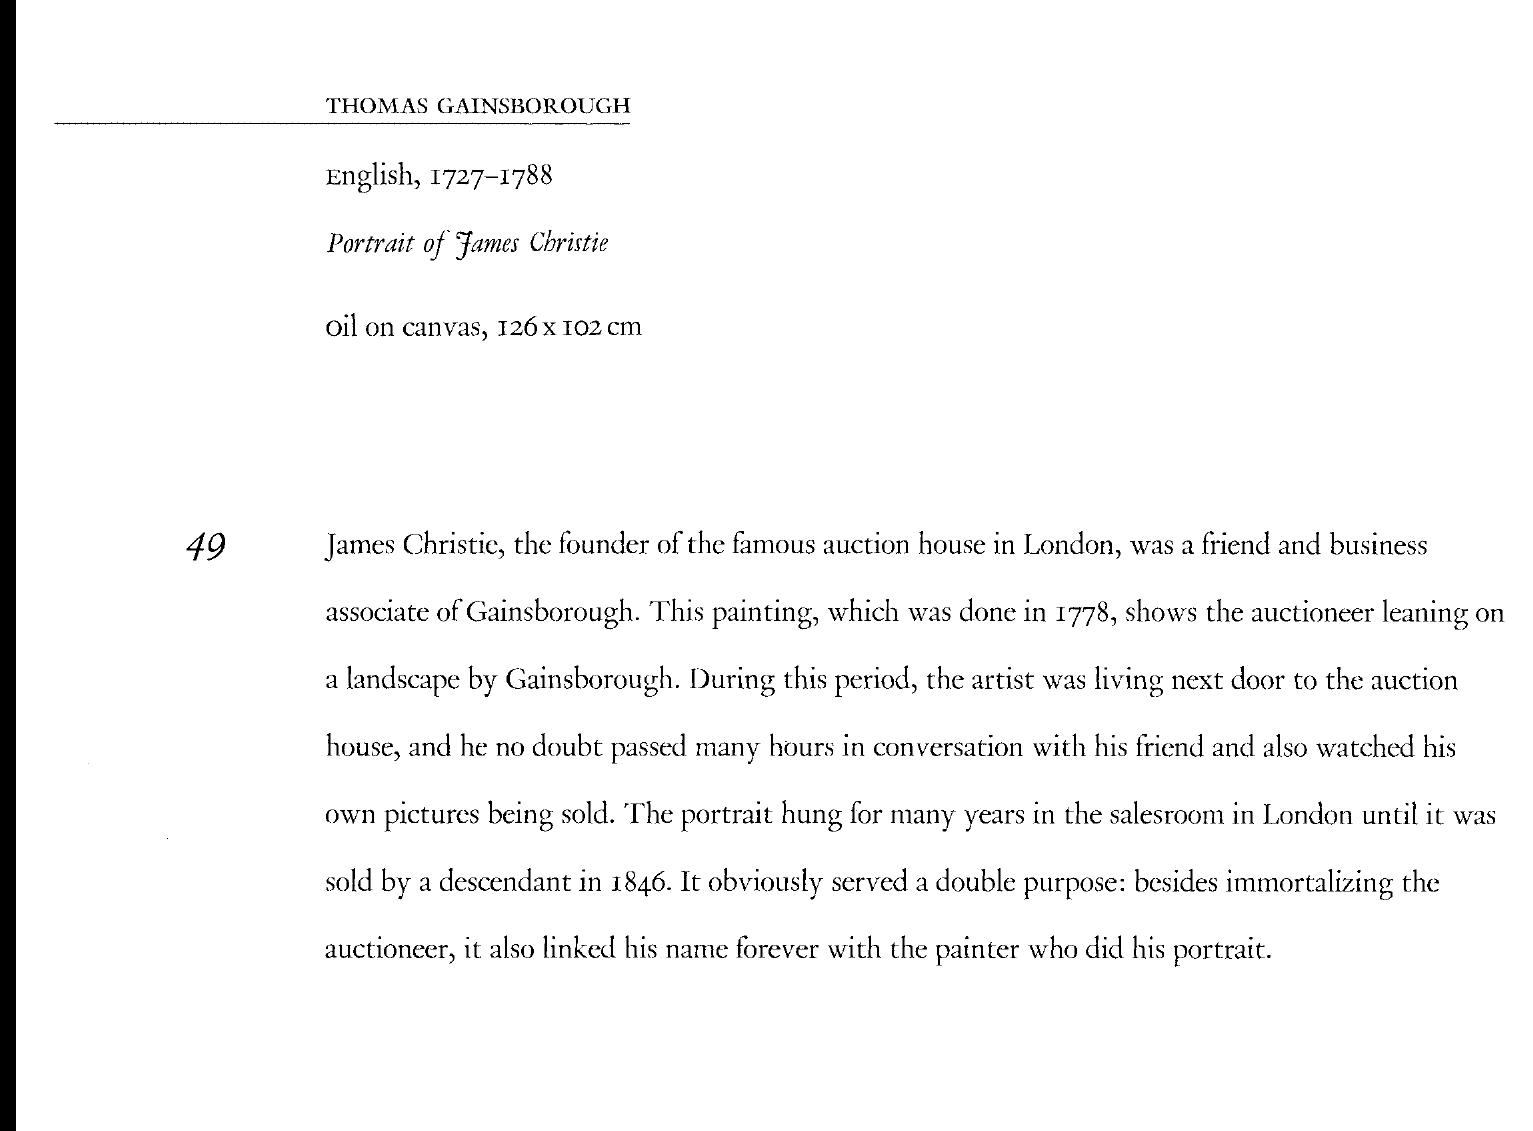 THOMAS GAINSBOROUGH
English, 1727–1788
Portrait of James Christie
Oil on canvas, 126 x 102 cm
49 James Christie, the founder of the famous auction house in London, was a friend and business
associate of Gainsborough. This painting, which was done in 1778, shows the auctioneer leaning on
a landscape by Gainsborough. During this period, the artist was living next door to the auction
house, and he no doubt passed many hours in conversation with his friend and also watched his
own pictures being sold. The portrait hung for many years in the salesroom in London until it was
sold by a descendant in 1846. It obviously served a double purpose: besides immortalizing the
auctioneer, it also linked his name forever with the painter who did his portrait.